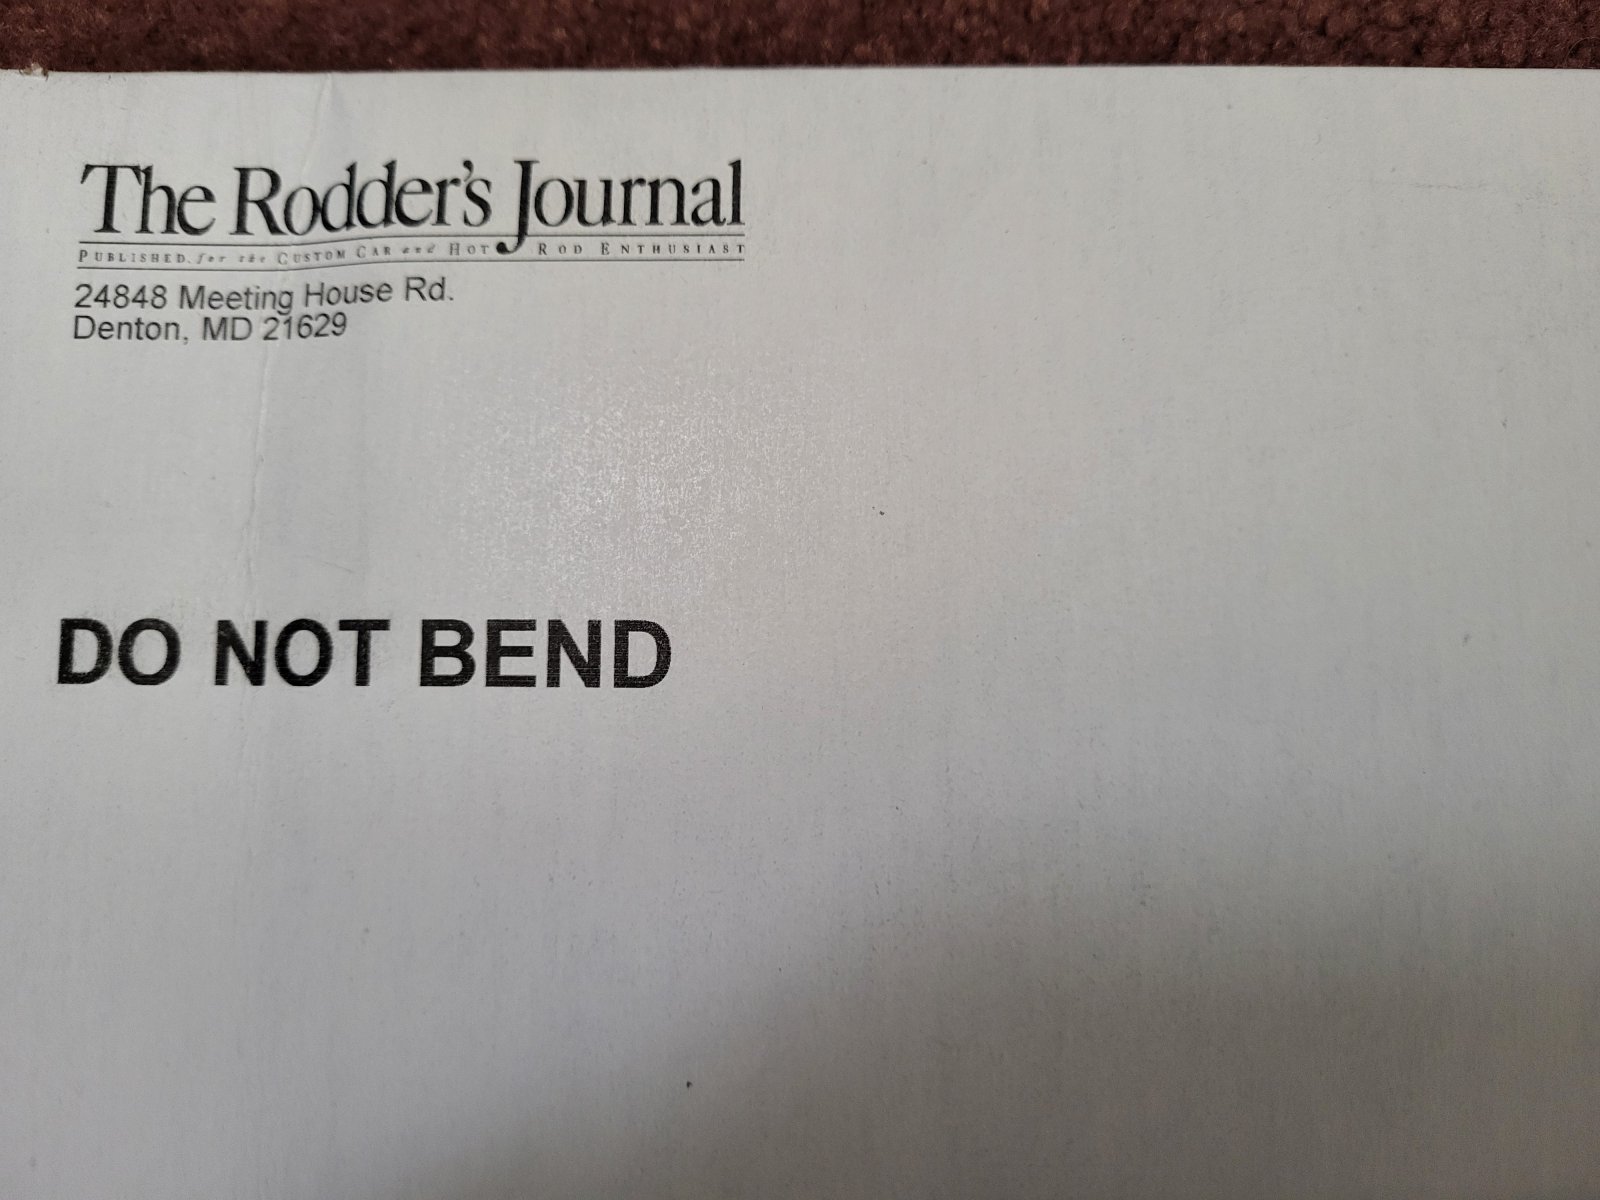 The Rodder's Journal
PUBLISHED for the CUSTOM CAR and HOT ROD ENTHUSIAST
24848 Meeting House Rd.
Denton, MD 21629
DO NOT BEND